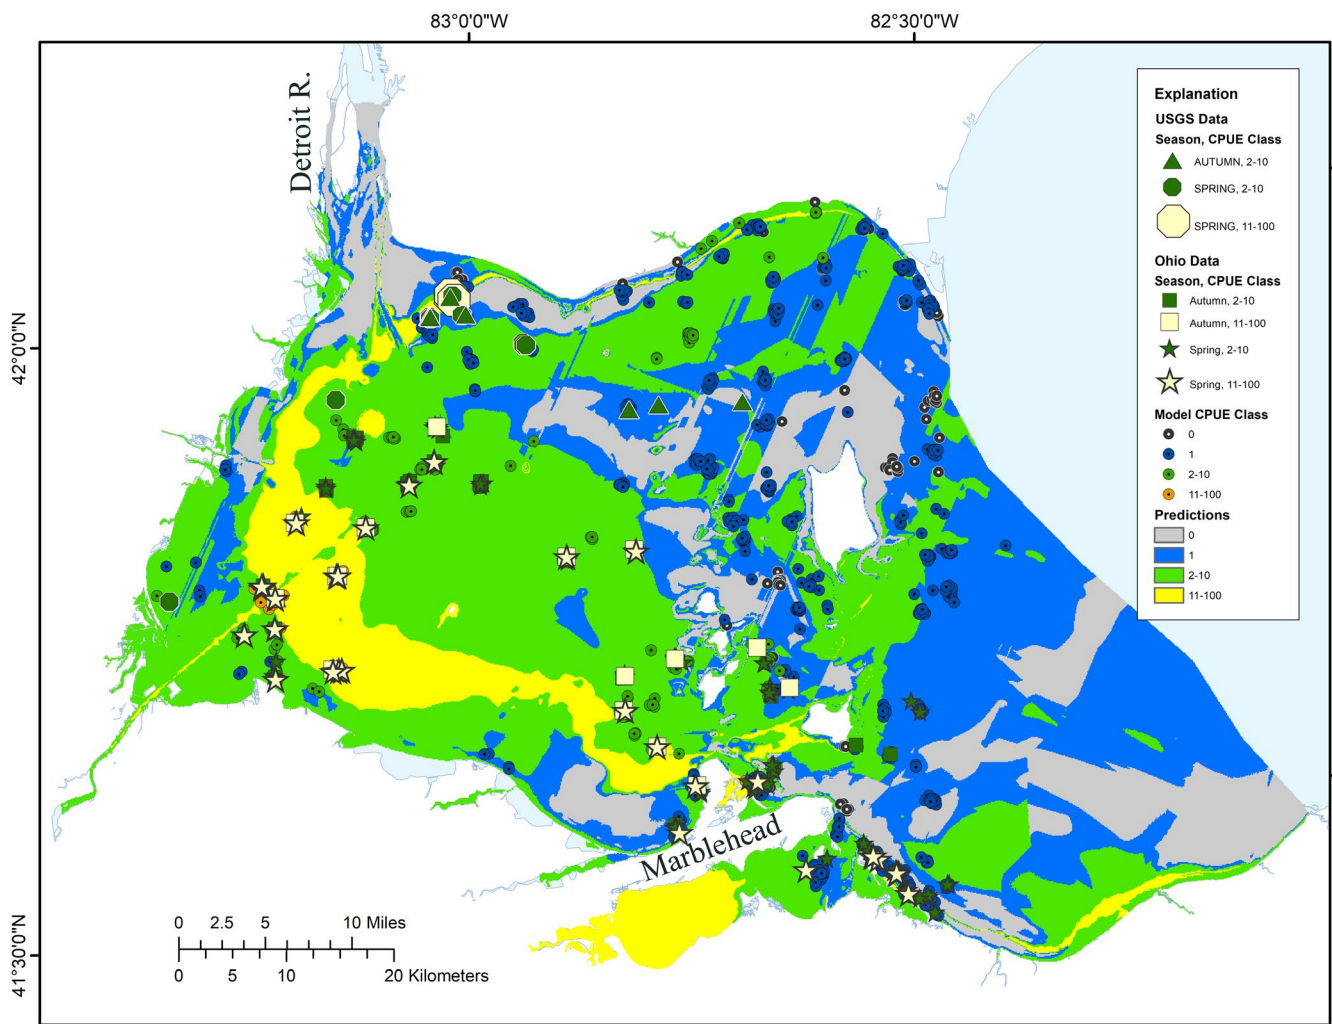 83°0'0"W
82°30'0"W
Detroit R.
42°0'0"N
41°30'0"N
Marblehead
Explanation
USGS Data
Season, CPUE Class
AUTUMN, 2-10
SPRING, 2-10
SPRING, 11-100
Ohio Data
Season, CPUE Class
Autumn, 2-10
Autumn, 11-100
Spring, 2-10
Spring, 11-100
Model CPUE Class
0
1
2-10
11-100
Predictions
0
1
2-10
11-100
0 2.5 5 10 Miles
0 5 10 20 Kilometers